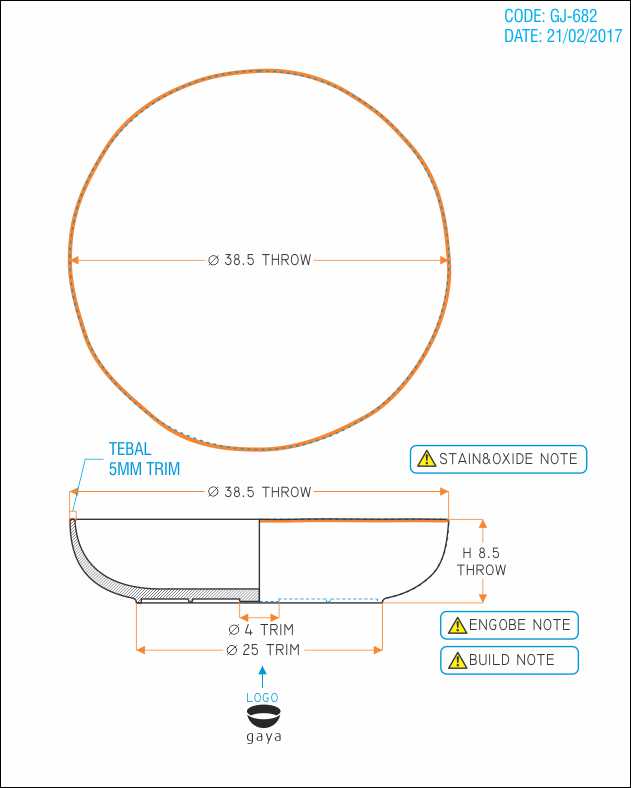 CODE: GJ-682
DATE: 21/02/2017
Ø 38.5 THROW
TEBAL
5MM TRIM
STAIN&OXIDE NOTE
Ø 38.5 THROW
H 8.5
THROW
Ø 4 TRIM
Ø 25 TRIM
ENGOBE NOTE
BUILD NOTE
LOGO
gaya